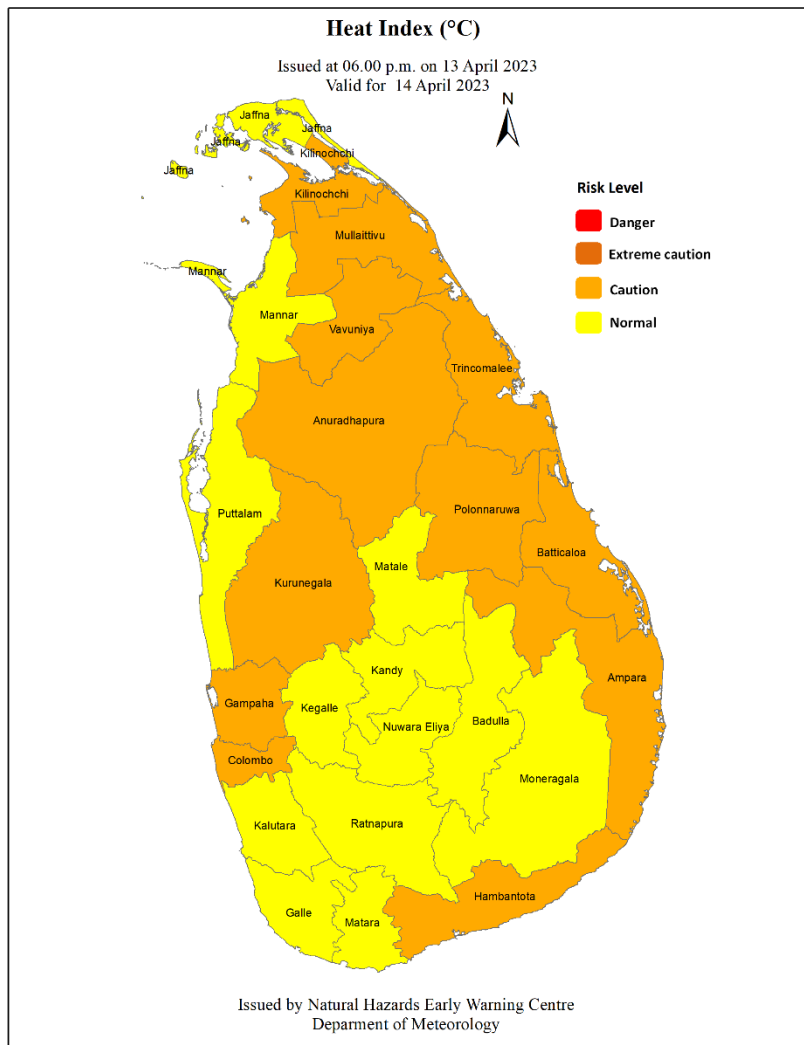 Heat Index (°C)
Issued at 06.00 p.m. on 13 April 2023
Valid for 14 April 2023
N
Jaffna
Jaffna
Jaffna
Kilinochchi
Jaffna
Risk Level
Kilinochchi
Danger
Mullaittivu
Extreme caution
Mannar
Caution
Mannar
Normal
Vavuniya
Trincomalee
Anuradhapura
Puttalam
Polonnaruwa
Batticaloa
Matale
Kurunegala
Kandy
Ampara
Gampaha
Kegalle
Nuwara Eliya
Badulla
Colombo
Moneragala
Kalutara
Ratnapura
Hambantota
Galle
Matara
Issued by Natural Hazards Early Warning Centre
Deparment of Meteorology